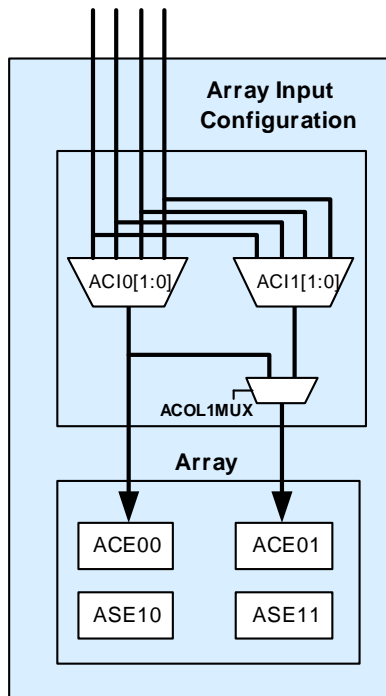 Array Input
Configuration
ACI0[1:0]
ACI1[1:0]
ACOL1MUX
Array
ACE00
ACE01
ASE10
ASE11